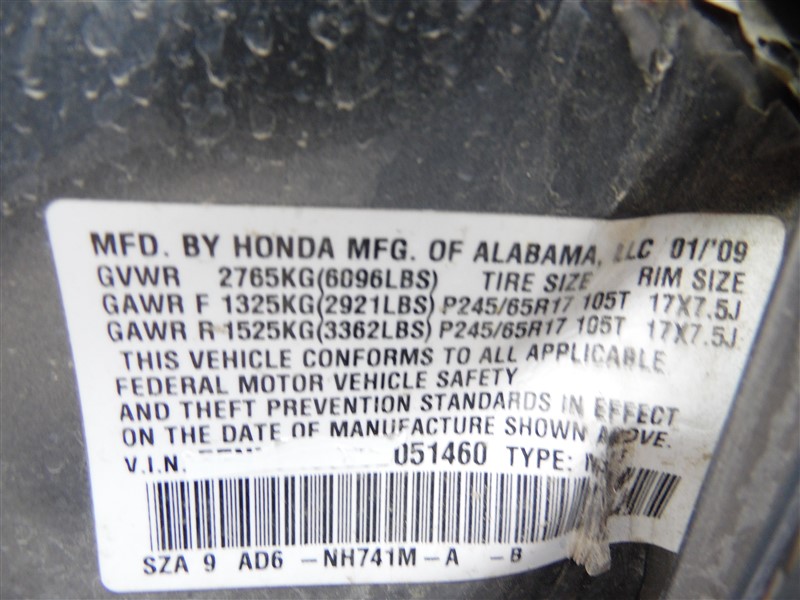 MFD. BY HONDA MFG. OF ALABAMA, LLC 01/'09
GVWR 2765KG(6096LBS) TIRE SIZE RIM SIZE
GAWR F 1325KG(2921LBS) P245/65R17 105T 17X7.5J
GAWR R 1525KG(3362LBS) P245/65R17 105T 17X7.5J
THIS VEHICLE CONFORMS TO ALL APPLICABLE
FEDERAL MOTOR VEHICLE SAFETY
AND THEFT PREVENTION STANDARDS IN EFFECT
ON THE DATE OF MANUFACTURE SHOWN ABOVE.
V.I.N. 051460 TYPE:
SZA 9 AD6 -NH741M-A -B